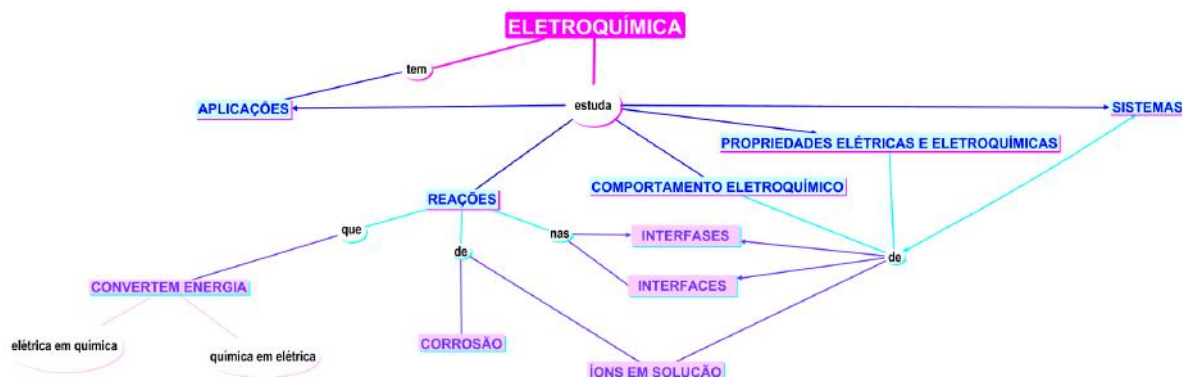 ELETROQUÍMICA
tem
APLICAÇÕES
estuda
SISTEMAS
PROPRIEDADES ELÉTRICAS E ELETROQUÍMICAS
COMPORTAMENTO ELETROQUÍMICO
REAÇÕES
que
de
nas
INTERFASES
de
CONVERTEM ENERGIA
INTERFACES
elétrica em química
química em elétrica
CORROSÃO
ÍONS EM SOLUÇÃO